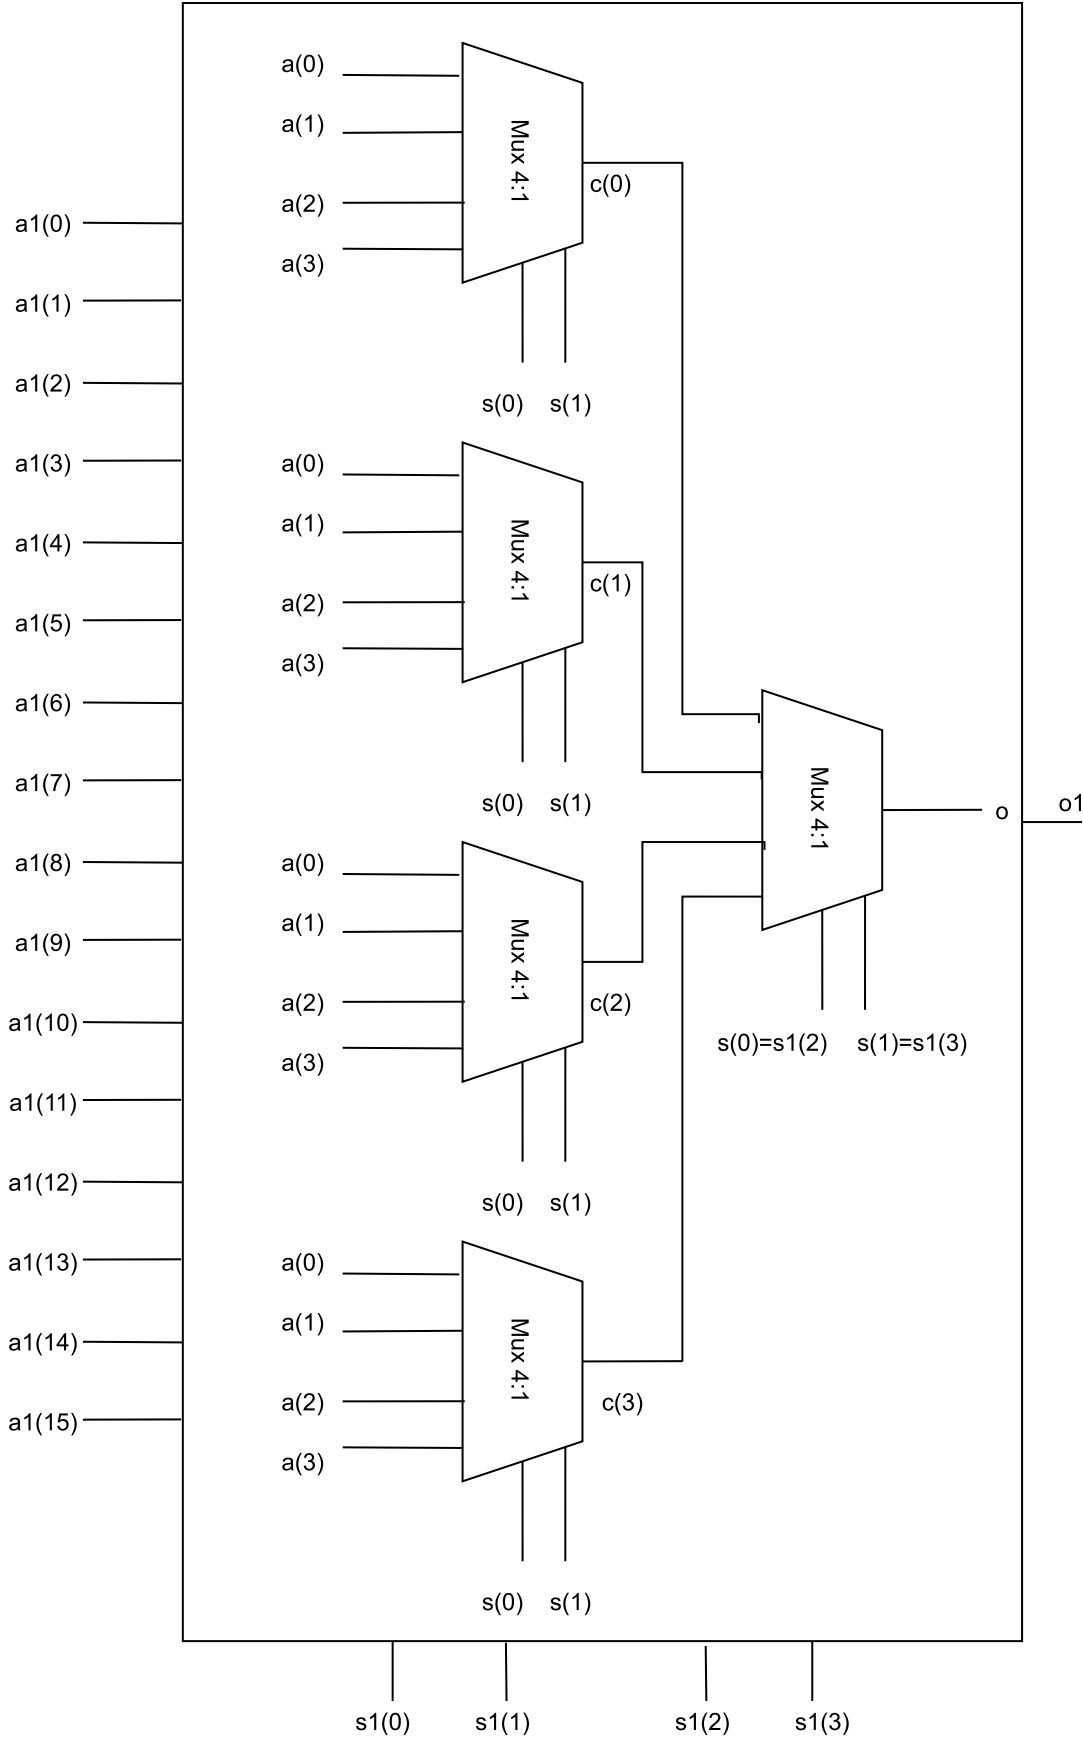 a1(0)
a1(1)
a1(2)
a1(3)
a1(4)
a1(5)
a1(6)
a1(7)
a1(8)
a1(9)
a1(10)
a1(11)
a1(12)
a1(13)
a1(14)
a1(15)
a(0)
a(1)
a(2)
a(3)
Mux 4:1
c(0)
s(0)
s(1)
a(0)
a(1)
a(2)
a(3)
Mux 4:1
c(1)
s(0)
s(1)
a(0)
a(1)
a(2)
a(3)
Mux 4:1
c(2)
s(0)
s(1)
a(0)
a(1)
a(2)
a(3)
Mux 4:1
c(3)
s(0)
s(1)
Mux 4:1
s(0)=s1(2)
s(1)=s1(3)
o
o1
s1(0)
s1(1)
s1(2)
s1(3)